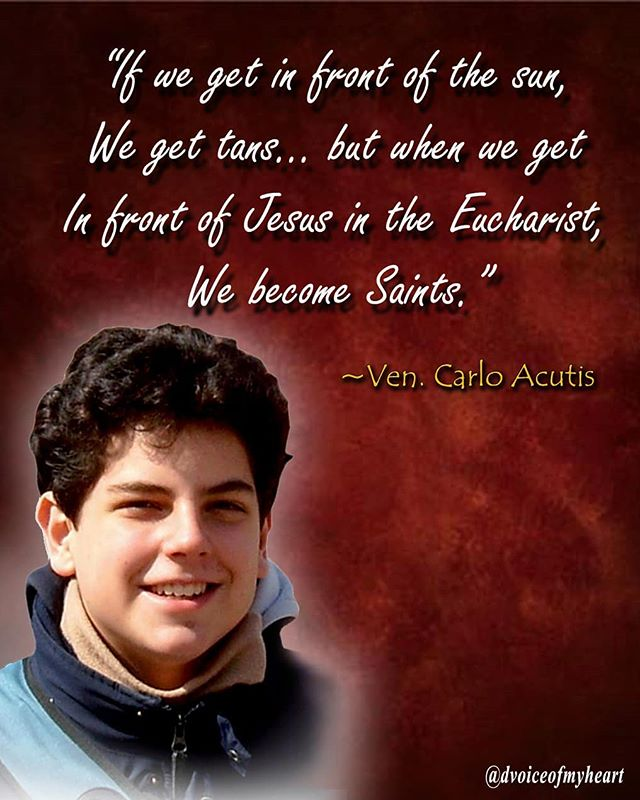 “If we get in front of the sun,
We get tans... but when we get
In front of Jesus in the Eucharist,
We become Saints.”
~Ven. Carlo Acutis
@dvoiceofmyheart